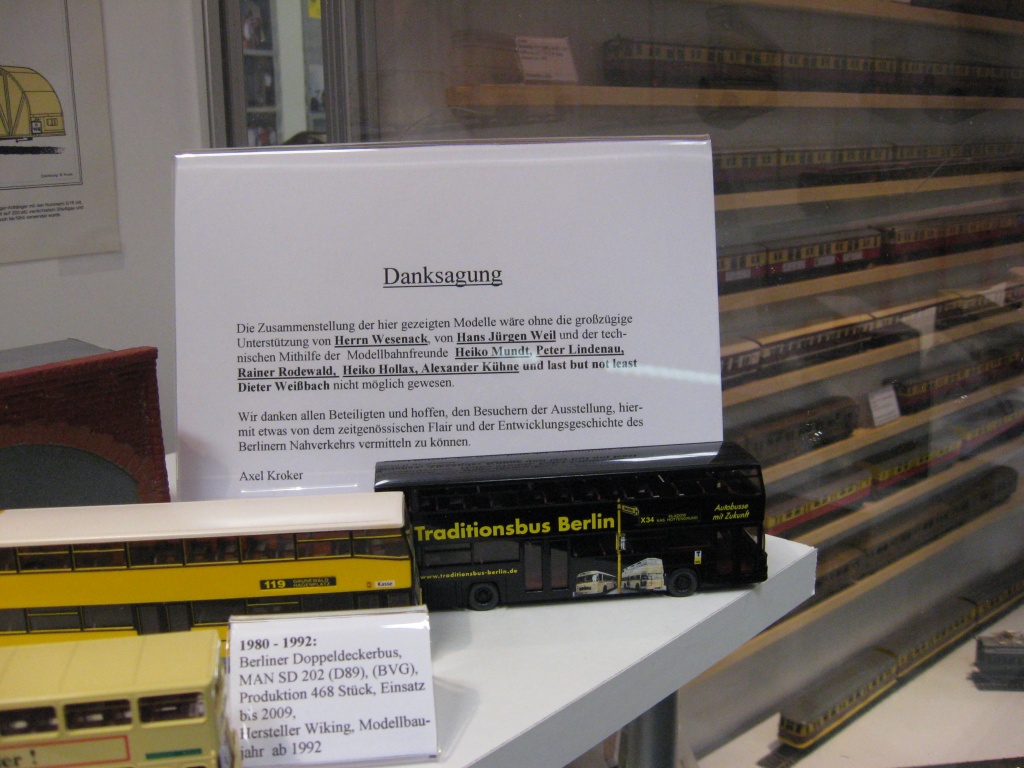 Danksagung
Die Zusammenstellung der hier gezeigten Modelle wäre ohne die großzügige
Unterstützung von Herrn Wesenack, von Hans Jürgen Weil und der tech-
nischen Mithilfe der Modellbahnfreunde Heiko Mundt, Peter Lindenau,
Rainer Rodewald, Heiko Hollax, Alexander Kühne und last but not least
Dieter Weißbach nicht möglich gewesen.
Wir danken allen Beteiligten und hoffen, den Besuchern der Ausstellung, hier-
mit etwas von dem zeitgenössischen Flair und der Entwicklungsgeschichte des
Berlinern Nahverkehrs vermitteln zu können.
Axel Kroker
Traditionsbus Berlin
X34
Autobusse
mit Zukunft
www.traditionsbus-berlin.de
119
1980 - 1992:
Berliner Doppeldeckerbus,
MAN SD 202 (D89), (BVG),
Produktion 468 Stück, Einsatz
bis 2009,
Hersteller Wiking, Modellbau-
jahr ab 1992